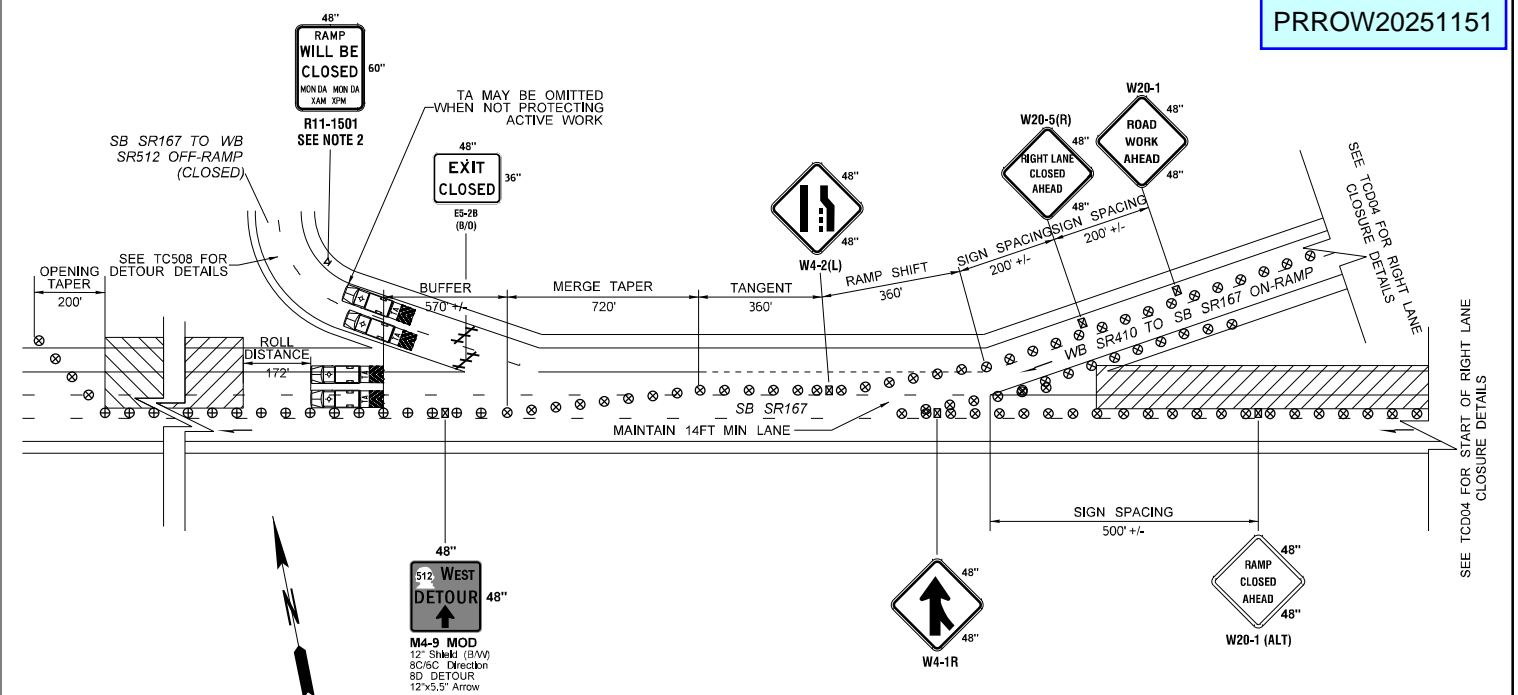 PRROW20251151
48"
RAMP
WILL BE
CLOSED
MON DA MON DA
XAM XPM
60"
R11-1501
SEE NOTE 2
TA MAY BE OMITTED
WHEN NOT PROTECTING
ACTIVE WORK
SB SR167 TO WB
SR512 OFF-RAMP
(CLOSED)
48"
EXIT
CLOSED
36"
E5-2B
(B/O)
48"
48"
W4-2(L)
W20-5(R)
48"
RIGHT LANE
CLOSED
AHEAD
48"
W20-1
48"
ROAD
WORK
AHEAD
48"
SEE TCD04 FOR RIGHT LANE
CLOSURE DETAILS
SIGN SPACING
200' +/-
SIGN SPACING
200' +/-
SEE TC508 FOR
DETOUR DETAILS
OPENING
TAPER
200'
BUFFER
570 +/-
MERGE TAPER
720'
TANGENT
360'
RAMP SHIFT
360'
WB SR410 TO SB SR167 ON-RAMP
ROLL
DISTANCE
172'
TA
TA
SB SR167
MAINTAIN 14FT MIN LANE
SEE TCD04 FOR START OF RIGHT LANE
CLOSURE DETAILS
SIGN SPACING
500' +/-
N
48"
512 WEST
DETOUR
48"
M4-9 MOD
12" Shield (B/W)
8C/6C Direction
8D DETOUR
12"x5.5" Arrow
48"
48"
W4-1R
48"
RAMP
CLOSED
AHEAD
48"
W20-1 (ALT)